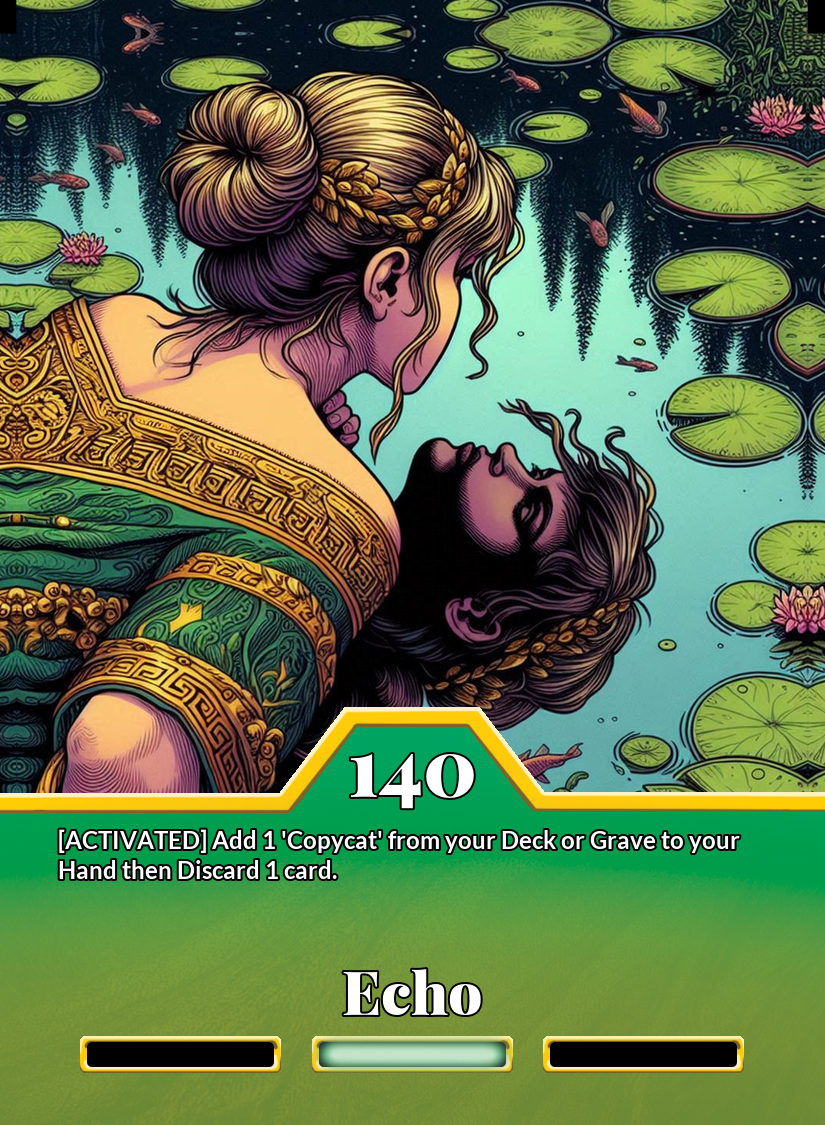 140
[ACTIVATED] Add 1 'Copycat' from your Deck or Grave to your
Hand then Discard 1 card.
Echo